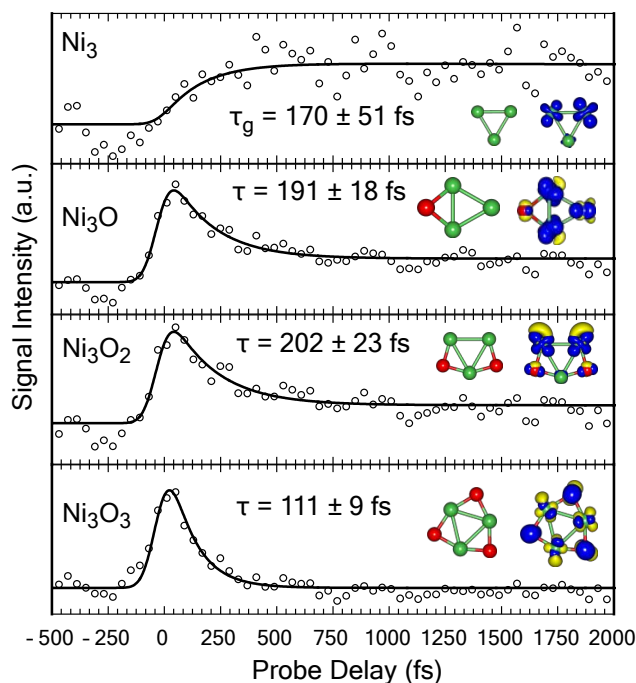 Signal Intensity (a.u.)
Ni3
τg = 170 ± 51 fs
Ni3O
τ = 191 ± 18 fs
Ni3O2
τ = 202 ± 23 fs
Ni3O3
τ = 111 ± 9 fs
-500 -250 0 250 500 750 1000 1250 1500 1750 2000
Probe Delay (fs)